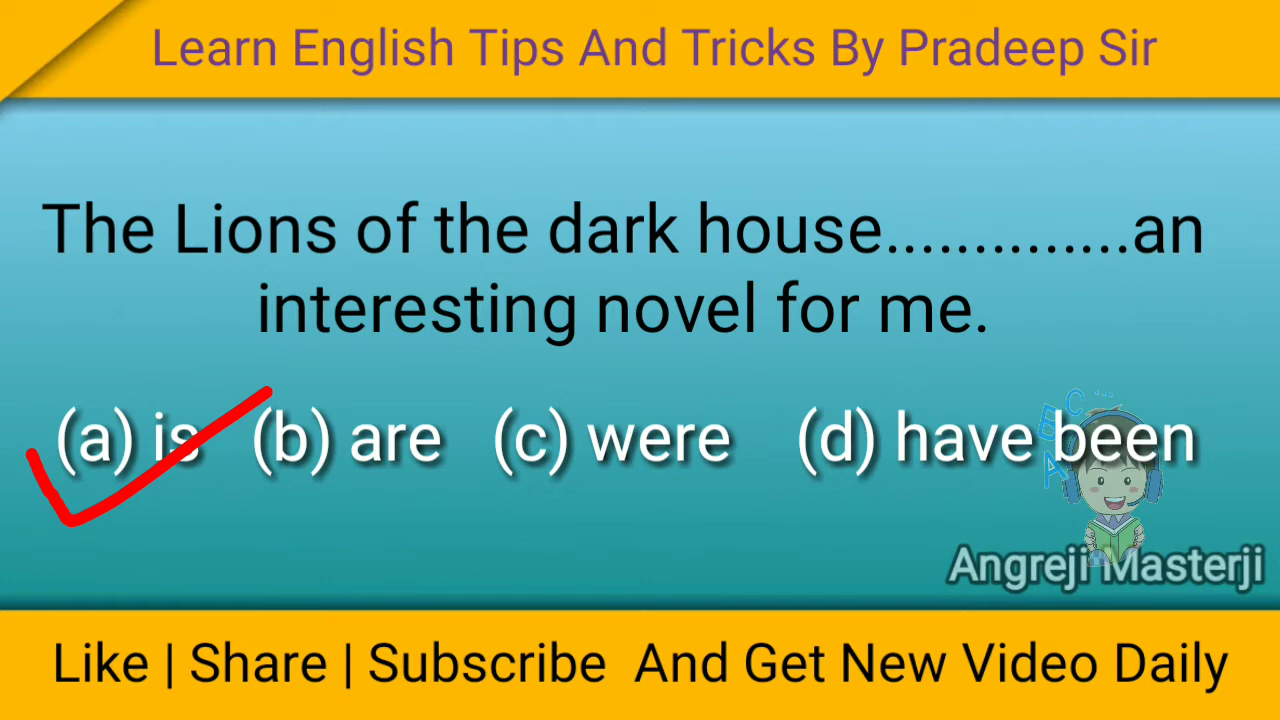 Learn English Tips And Tricks By Pradeep Sir
The Lions of the dark house..............an
interesting novel for me.
(a) is (b) are (c) were (d) have been
A B C ...
Angreji Masterji
Like | Share | Subscribe And Get New Video Daily